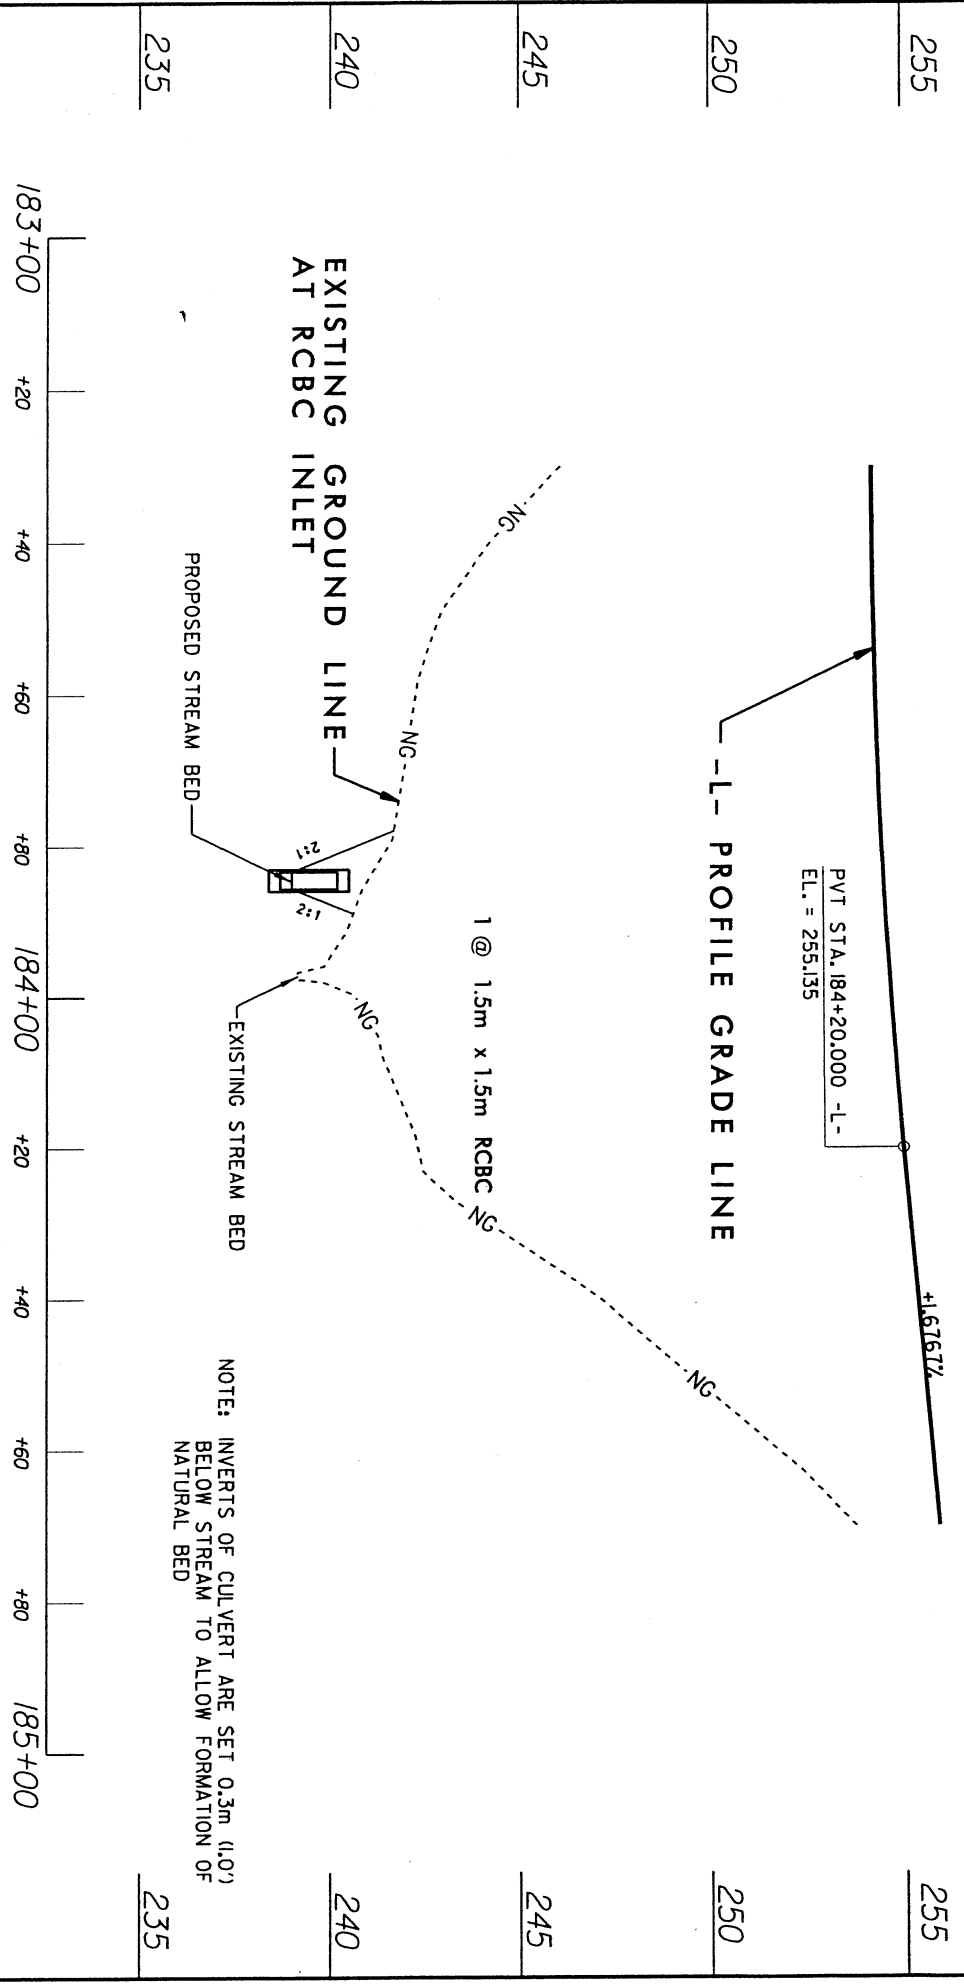 255
250
245
240
235
255
250
245
240
235
+1.6767%
PVT STA. 184+20.000 -L-
EL. = 255.135
-L- PROFILE GRADE LINE
NG
NG
NG
NG
NG
1 @ 1.5m x 1.5m RCBC
EXISTING GROUND LINE
AT RCBC INLET
2:1
2:1
PROPOSED STREAM BED
EXISTING STREAM BED
NOTE: INVERTS OF CULVERT ARE SET 0.3m (1.0')
BELOW STREAM TO ALLOW FORMATION OF
NATURAL BED
183+00
+20
+40
+60
+80
184+00
+20
+40
+60
+80
185+00